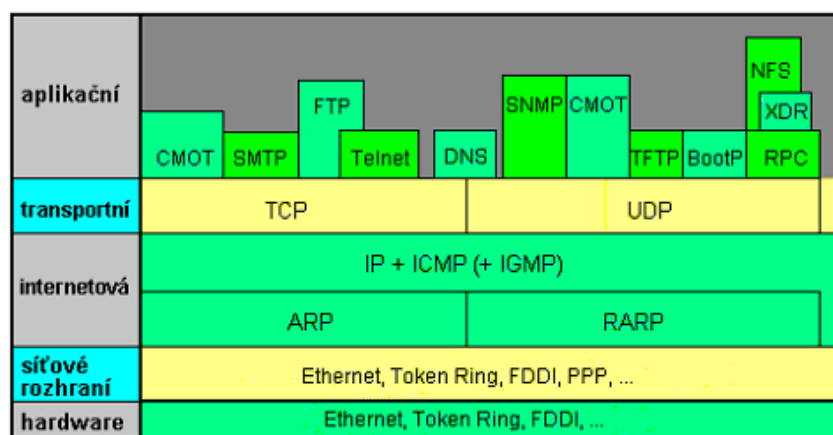 aplikační
NFS
SNMP CMOT
XDR
FTP
CMOT SMTP Telnet DNS TFTP BootP RPC
transportní TCP UDP
internetová
IP + ICMP (+ IGMP)
ARP RARP
síťové
rozhraní
Ethernet, Token Ring, FDDI, PPP, ...
hardware Ethernet, Token Ring, FDDI, ...